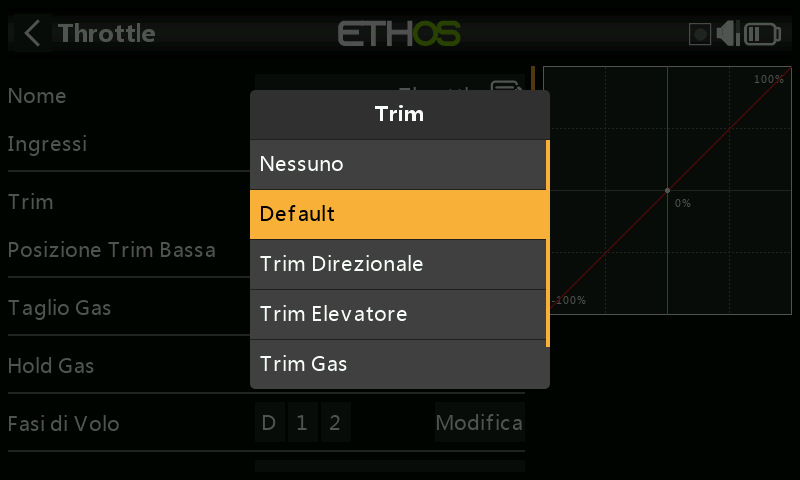 Throttle
ETHOS
Nome
Ingressi
Trim
Posizione Trim Bassa
Taglio Gas
Hold Gas
Fasi di Volo
D 1 2 Modifica
Trim
Nessuno
Default
Trim Direzionale
Trim Elevatore
Trim Gas
100%
0%
-100%